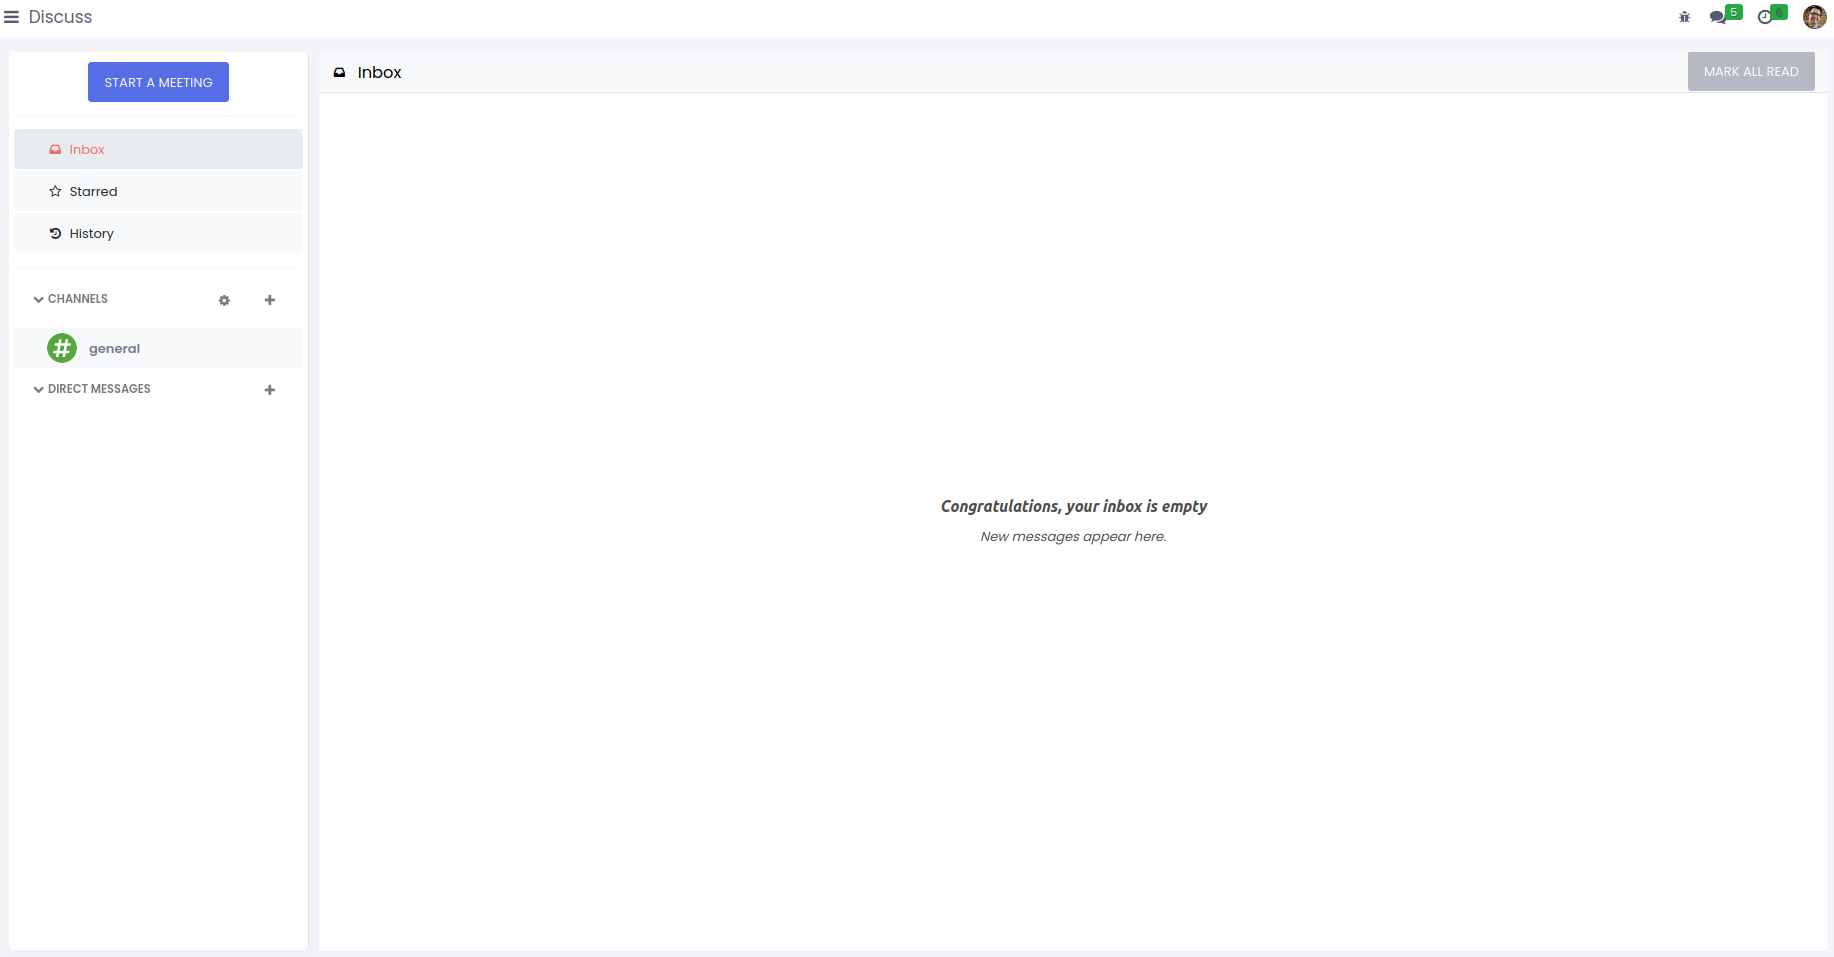 Discuss
5
6
START A MEETING
Inbox
Starred
History
CHANNELS
general
DIRECT MESSAGES
Inbox
MARK ALL READ
Congratulations, your inbox is empty
New messages appear here.